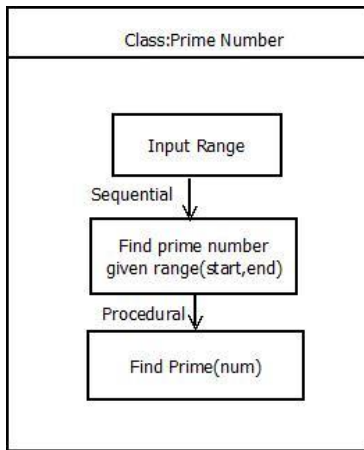 Class:Prime Number
Input Range
Sequential
Find prime number
given range(start,end)
Procedural
Find Prime(num)